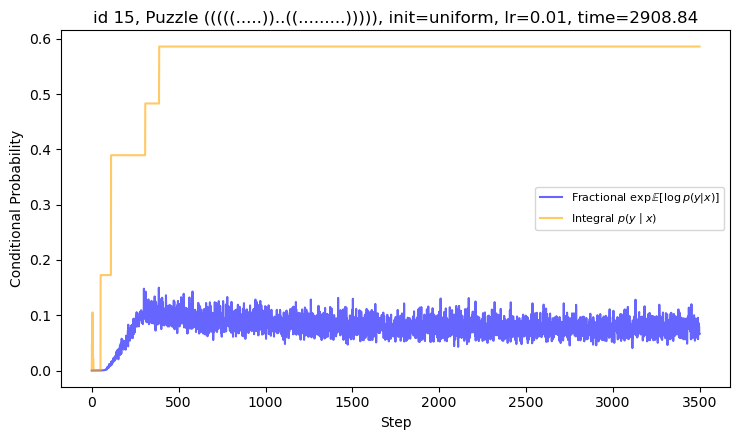 id 15, Puzzle (((((.....))..((.........))))), init=uniform, lr=0.01, time=2908.84
0.6
0.5
0.4
0.3
0.2
0.1
0.0
Conditional Probability
Fractional exp𝔼[log p(y|x)]
Integral p(y | x)
0 500 1000 1500 2000 2500 3000 3500
Step